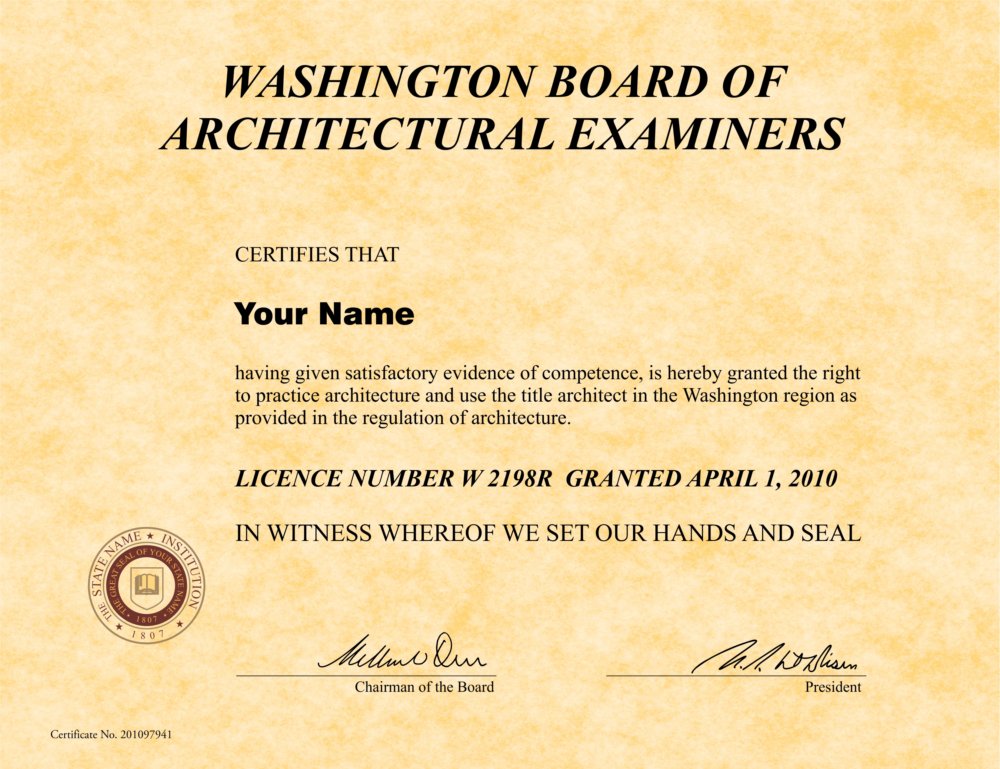 WASHINGTON BOARD OF
ARCHITECTURAL EXAMINERS
CERTIFIES THAT
Your Name
having given satisfactory evidence of competence, is hereby granted the right
to practice architecture and use the title architect in the Washington region as
provided in the regulation of architecture.
LICENCE NUMBER W 2198R GRANTED APRIL 1, 2010
IN WITNESS WHEREOF WE SET OUR HANDS AND SEAL
THE STATE NAME ★ INSTITUTION
★ 1807 ★
THE GREAT SEAL OF YOUR STATE NAME
• 1807 •
Chairman of the Board
President
Certificate No. 201097941